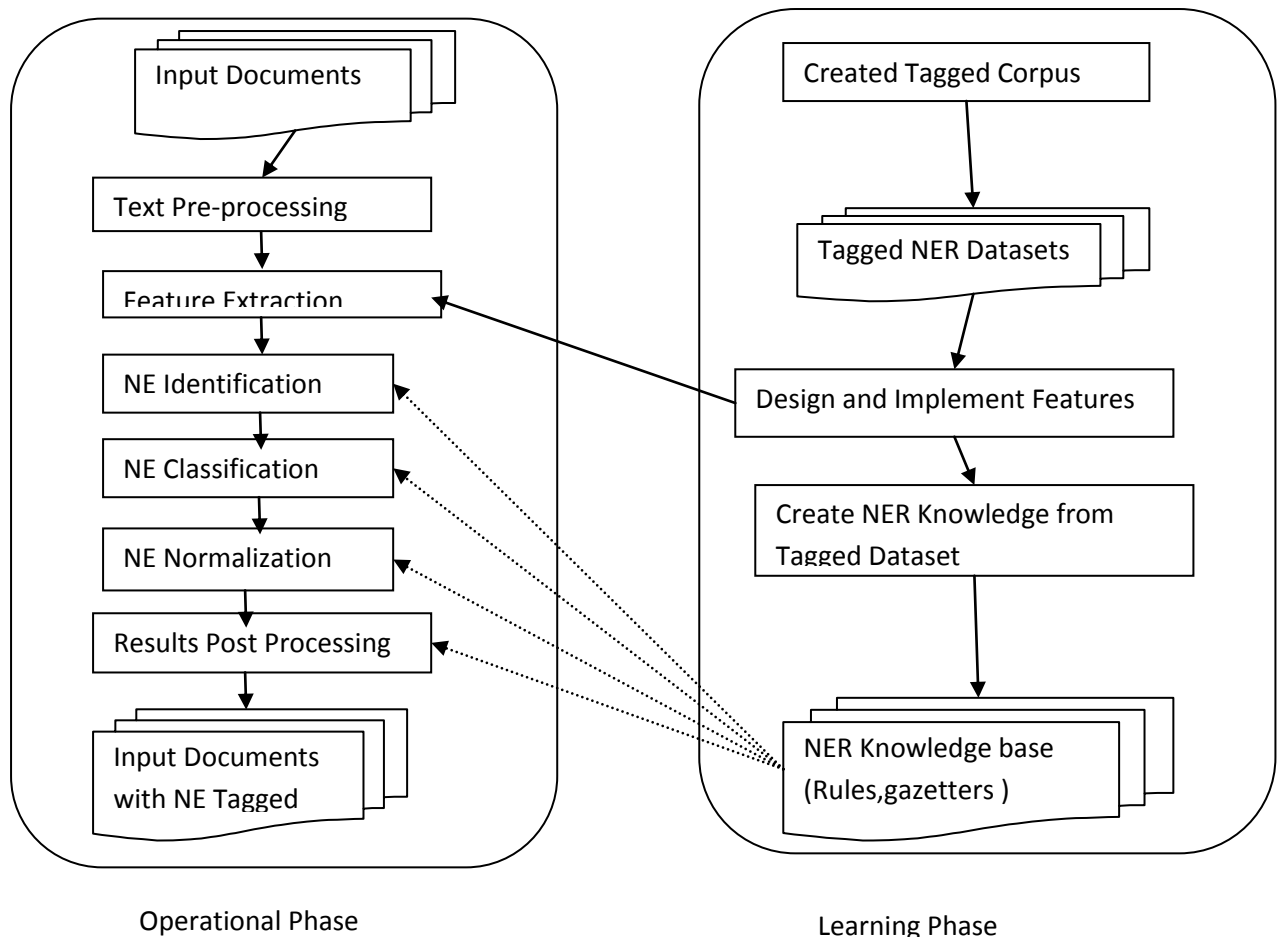 Input Documents
Text Pre-processing
Feature Extraction
NE Identification
NE Classification
NE Normalization
Results Post Processing
Input Documents
with NE Tagged
Operational Phase
Created Tagged Corpus
Tagged NER Datasets
Design and Implement Features
Create NER Knowledge from
Tagged Dataset
NER Knowledge base
(Rules,gazetters )
Learning Phase